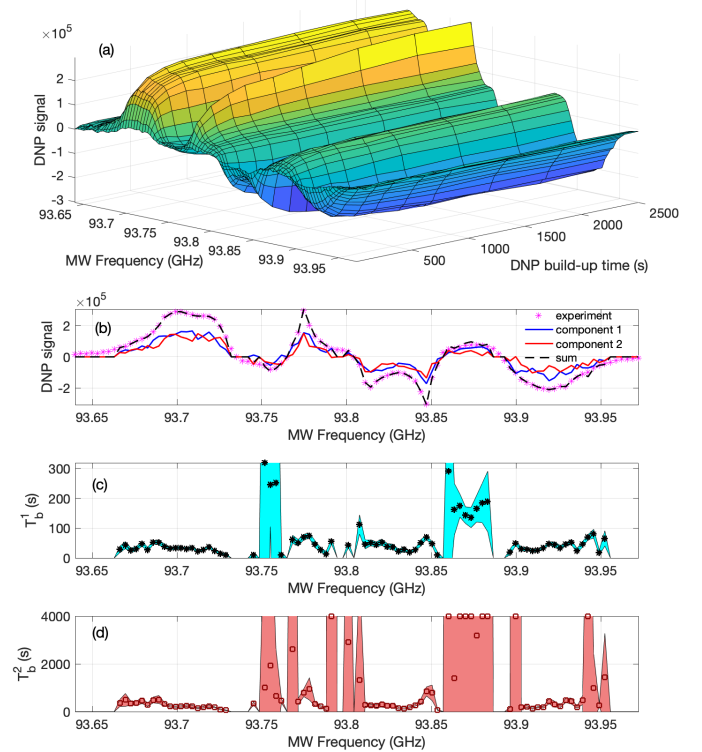 ×10⁵
(a)
2
1
0
-1
-2
-3
DNP signal
93.65
93.7
93.75
93.8
93.85
93.9
93.95
MW Frequency (GHz)
500
1000
1500
2000
2500
DNP build-up time (s)
×10⁵
(b)
2
0
-2
DNP signal
experiment
component 1
component 2
sum
93.65 93.7 93.75 93.8 93.85 93.9 93.95
MW Frequency (GHz)
(c)
300
200
100
0
T_b^1 (s)
93.65 93.7 93.75 93.8 93.85 93.9 93.95
MW Frequency (GHz)
(d)
4000
2000
0
T_b^2 (s)
93.65 93.7 93.75 93.8 93.85 93.9 93.95
MW Frequency (GHz)